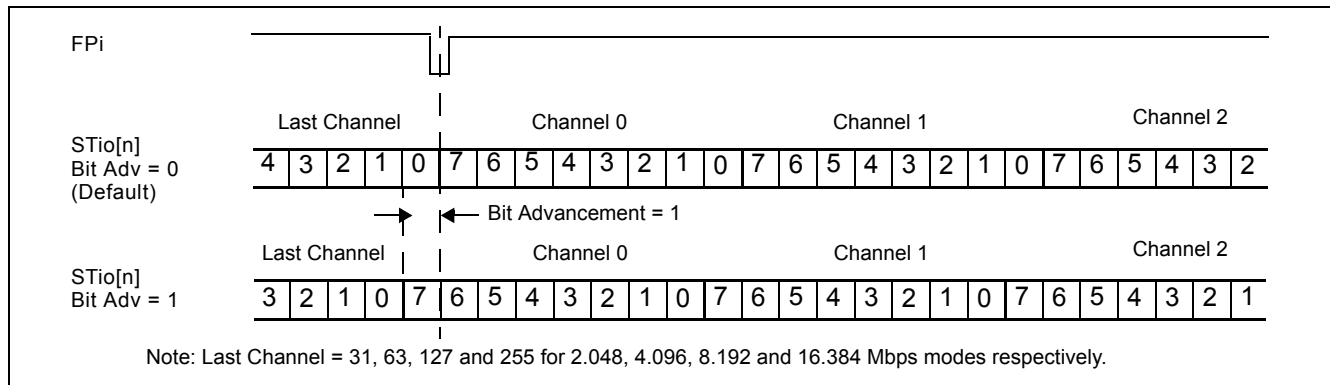 FPi
Last Channel Channel 0 Channel 1 Channel 2
STio[n]
Bit Adv = 0
(Default)
4 3 2 1 0 7 6 5 4 3 2 1 0 7 6 5 4 3 2 1 0 7 6 5 4 3 2
Bit Advancement = 1
Last Channel Channel 0 Channel 1 Channel 2
STio[n]
Bit Adv = 1
3 2 1 0 7 6 5 4 3 2 1 0 7 6 5 4 3 2 1 0 7 6 5 4 3 2 1
Note: Last Channel = 31, 63, 127 and 255 for 2.048, 4.096, 8.192 and 16.384 Mbps modes respectively.